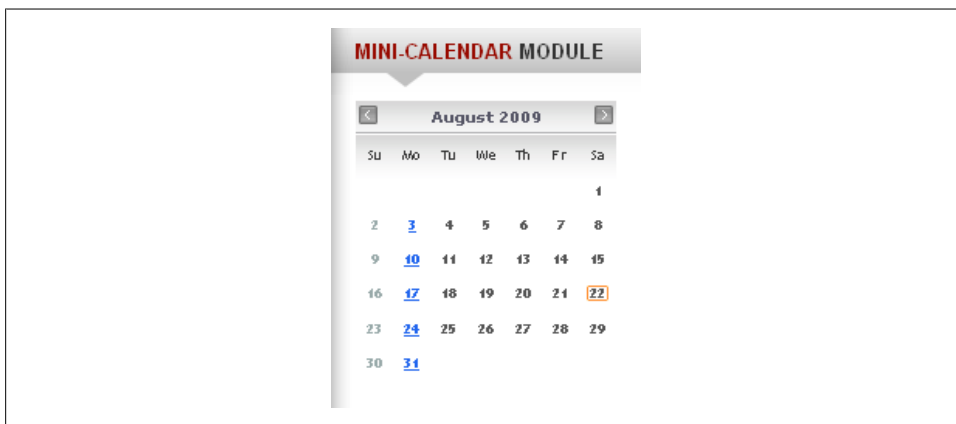 MINI-CALENDAR MODULE
August 2009
Su Mo Tu We Th Fr Sa
1
2 3 4 5 6 7 8
9 10 11 12 13 14 15
16 17 18 19 20 21 22
23 24 25 26 27 28 29
30 31